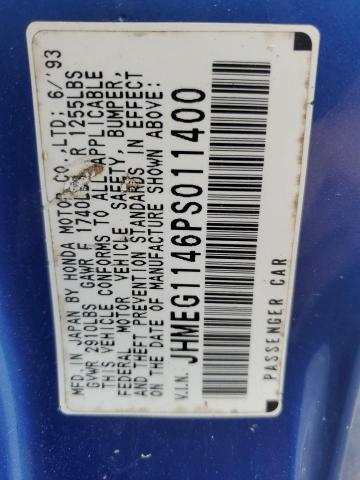 MFD. IN JAPAN BY HONDA MOTOR CO., LTD: 6/'93
GVWR 2910LBS GAWR F 1740LBS R 1255LBS
THIS VEHICLE CONFORMS TO ALL APPLICABLE
FEDERAL MOTOR VEHICLE SAFETY, BUMPER,
AND THEFT PREVENTION STANDARDS IN EFFECT
ON THE DATE OF MANUFACTURE SHOWN ABOVE:
V.I.N. JHMEG1146PS011400
PASSENGER CAR